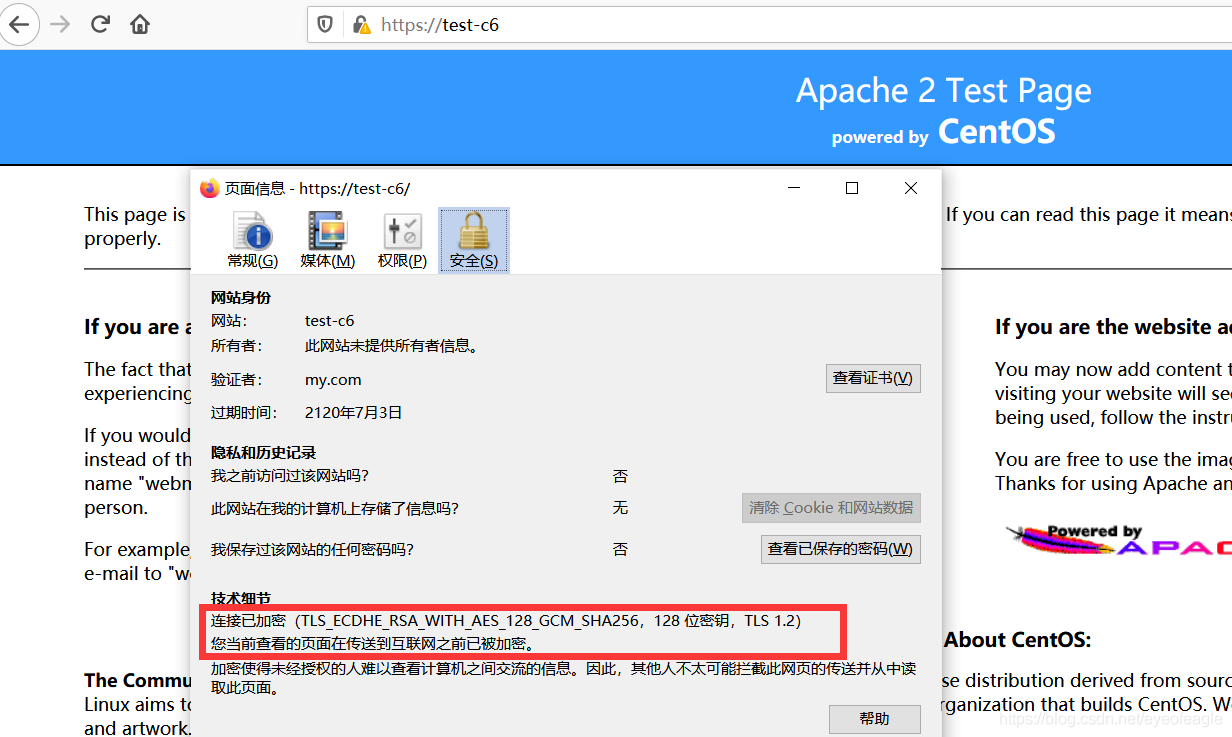 https://test-c6
Apache 2 Test Page
powered by CentOS
This page is
If you can read this page it means
properly.
页面信息 - https://test-c6/
常规(G)
媒体(M)
权限(P)
安全(S)
网站身份
网站：
test-c6
所有者：
此网站未提供所有者信息。
验证者：
my.com
查看证书(V)
过期时间：
2120年7月3日
隐私和历史记录
我之前访问过该网站吗？
否
此网站在我的计算机上存储了信息吗？
无
清除 Cookie 和网站数据
我保存过该网站的任何密码吗？
否
查看已保存的密码(W)
技术细节
连接已加密（TLS_ECDHE_RSA_WITH_AES_128_GCM_SHA256，128 位密钥，TLS 1.2）
您当前查看的页面在传送到互联网之前已被加密。
加密使得未经授权的人难以查看计算机之间交流的信息。因此，其他人不太可能拦截此网页的传送并从中读
取此页面。
帮助
If you are
The fact that
experiencing
If you would
instead of
name "webm
person.
For example,
e-mail to "w
The Commu
Linux aims to
and artwork.
If you are the website
You may now add content
visiting your website will
being used, follow the instru
You are free to use the imag
Thanks for using Apache an
Powered by
APAC
About CentOS:
se distribution derived from sourc
rganization that builds CentOS. W
https://blog.csdn.net/eyeofeagle